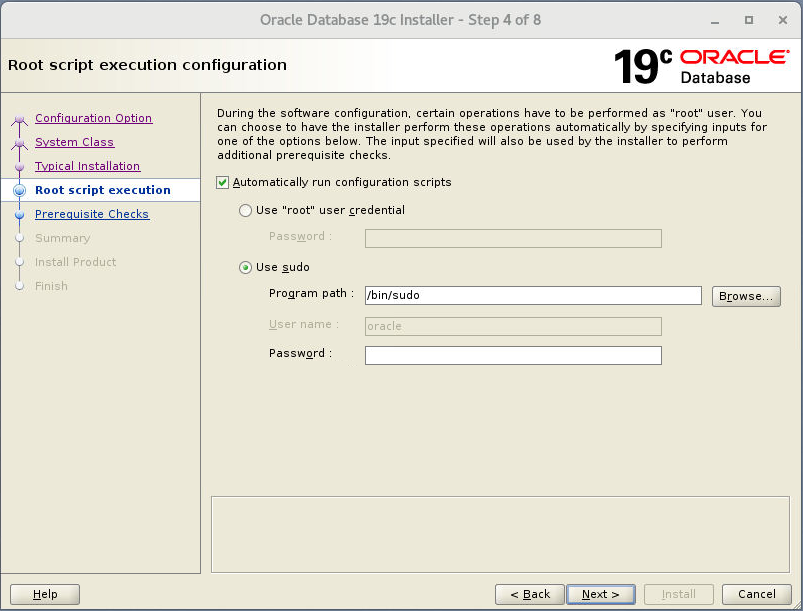 Oracle Database 19c Installer - Step 4 of 8
Root script execution configuration
19c ORACLE
Database
Configuration Option
System Class
Typical Installation
Root script execution
Prerequisite Checks
Summary
Install Product
Finish
During the software configuration, certain operations have to be performed as "root" user. You
can choose to have the installer perform these operations automatically by specifying inputs for
one of the options below. The input specified will also be used by the installer to perform
additional prerequisite checks.
Automatically run configuration scripts
Use "root" user credential
Password :
Use sudo
Program path : /bin/sudo Browse...
User name : oracle
Password :
Help < Back Next > Install Cancel